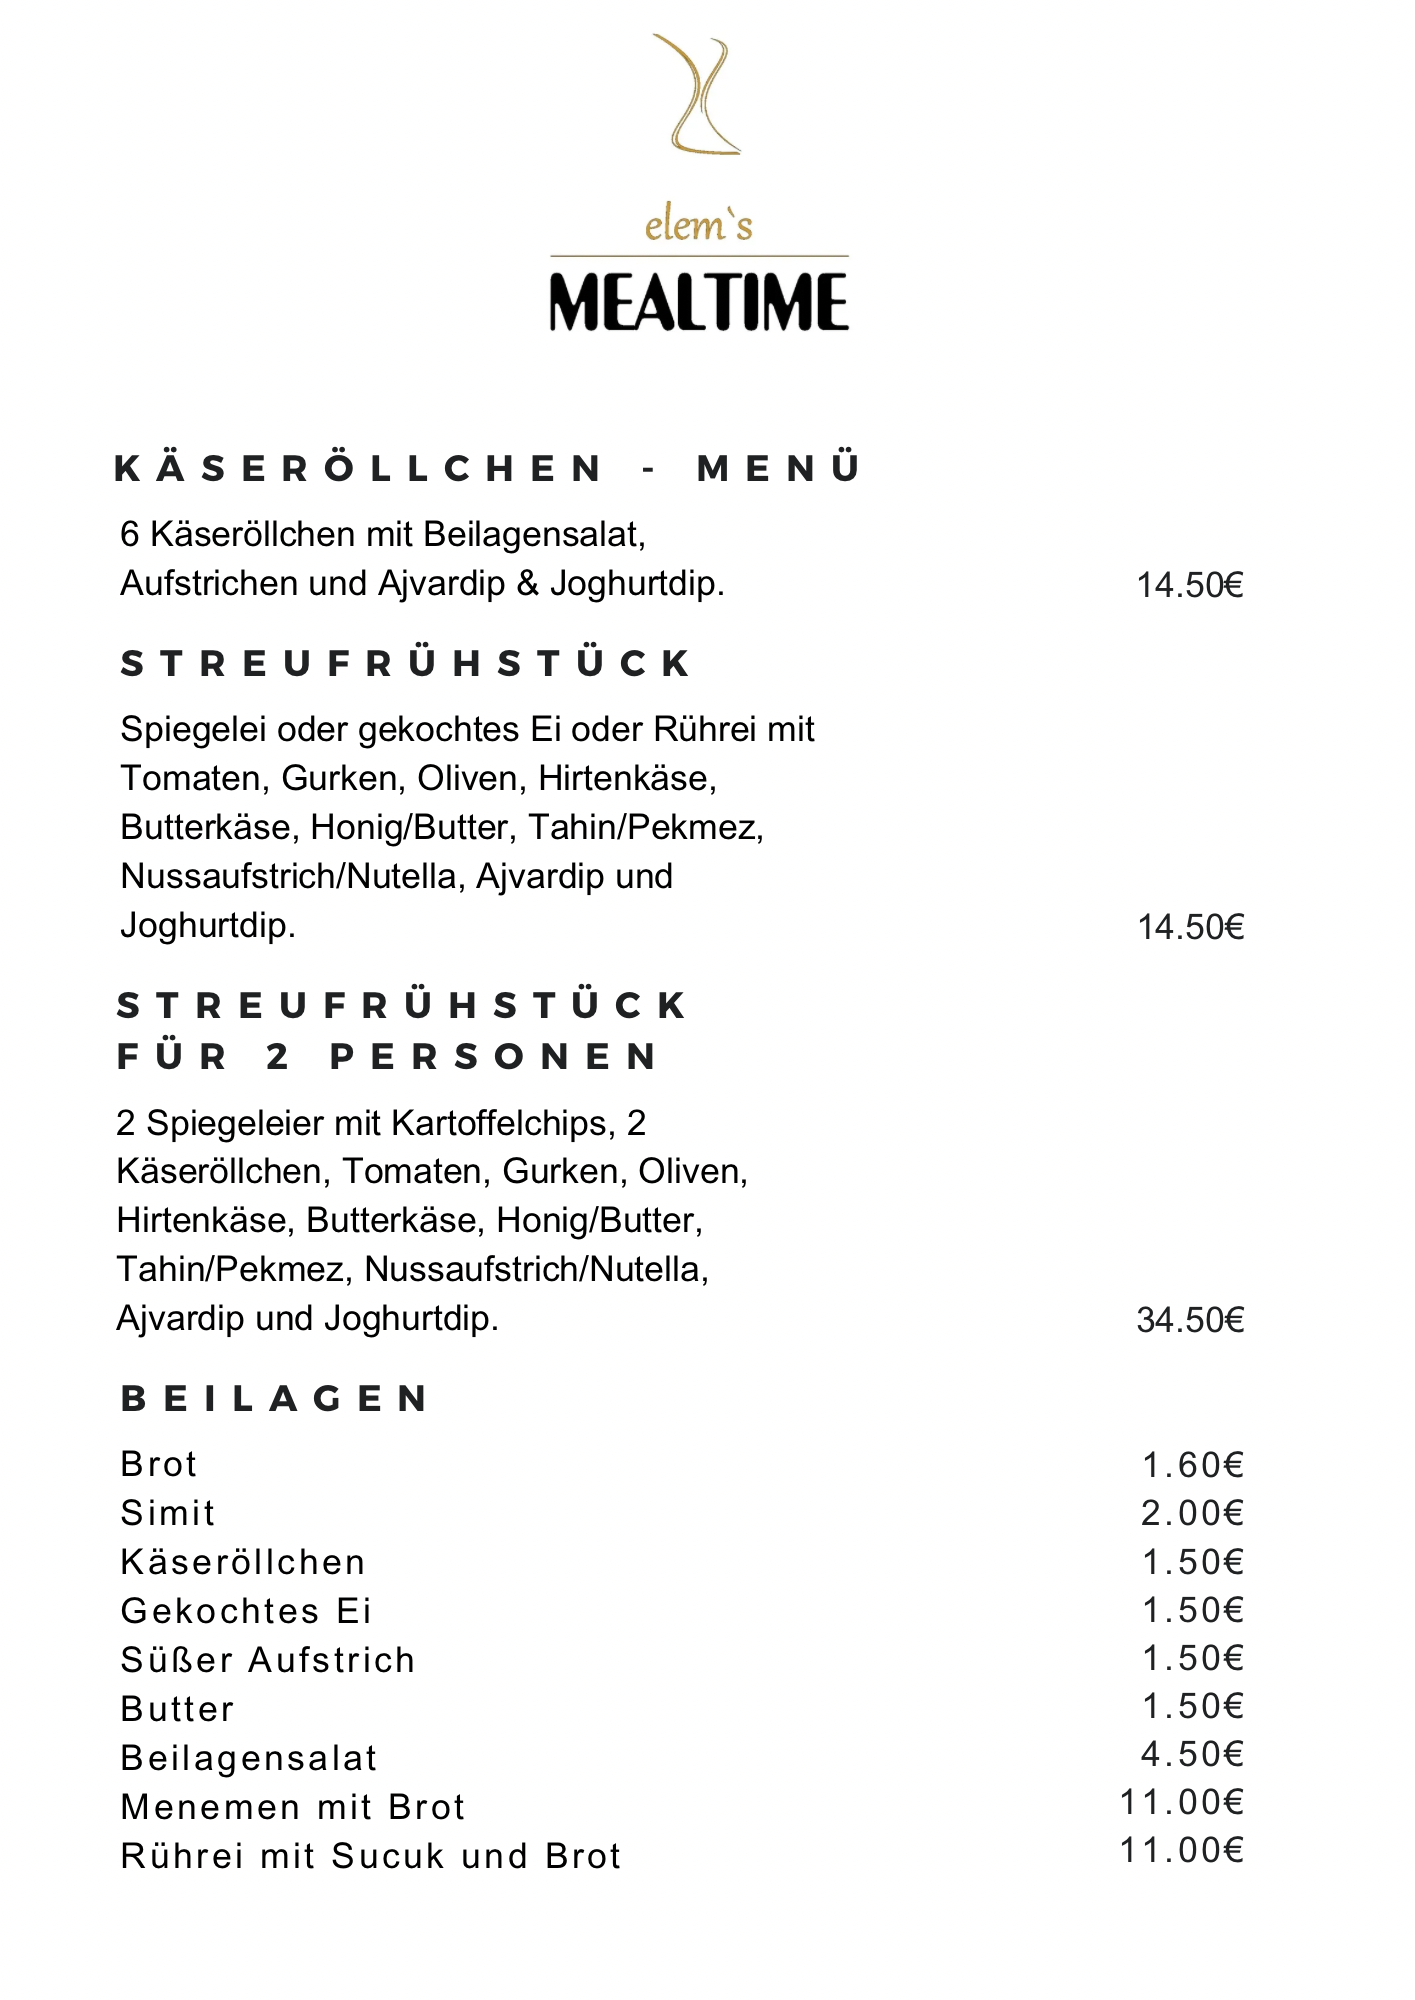 elem`s
MEALTIME
KÄSERÖLLCHEN - MENÜ
6 Käseröllchen mit Beilagensalat,
Aufstrichen und Ajvardip & Joghurtdip. 14.50€
STREUFRÜHSTÜCK
Spiegelei oder gekochtes Ei oder Rührei mit
Tomaten, Gurken, Oliven, Hirtenkäse,
Butterkäse, Honig/Butter, Tahin/Pekmez,
Nussaufstrich/Nutella, Ajvardip und
Joghurtdip. 14.50€
STREUFRÜHSTÜCK
FÜR 2 PERSONEN
2 Spiegeleier mit Kartoffelchips, 2
Käseröllchen, Tomaten, Gurken, Oliven,
Hirtenkäse, Butterkäse, Honig/Butter,
Tahin/Pekmez, Nussaufstrich/Nutella,
Ajvardip und Joghurtdip. 34.50€
BEILAGEN
Brot 1.60€
Simit 2.00€
Käseröllchen 1.50€
Gekochtes Ei 1.50€
Süßer Aufstrich 1.50€
Butter 1.50€
Beilagensalat 4.50€
Menemen mit Brot 11.00€
Rührei mit Sucuk und Brot 11.00€